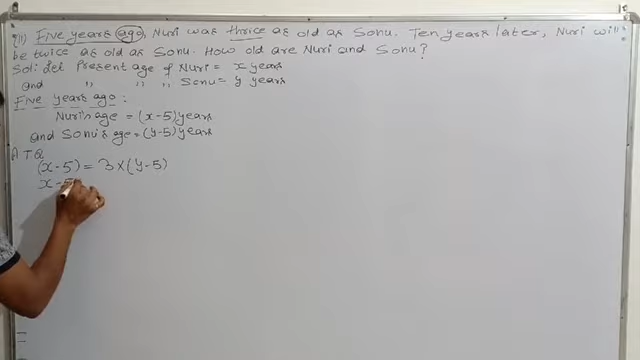 (ii) Five years ago, Nuri was thrice as old as Sonu. Ten years later, Nuri will
be twice as old as Sonu. How old are Nuri and Sonu?
Sol: Let Present age of Nuri = x years
and " " " Sonu = y years
Five years ago:
Nuri's age = (x-5) years
and Sonu's age = (y-5) years
A T Q
(x-5) = 3×(y-5)
x-5